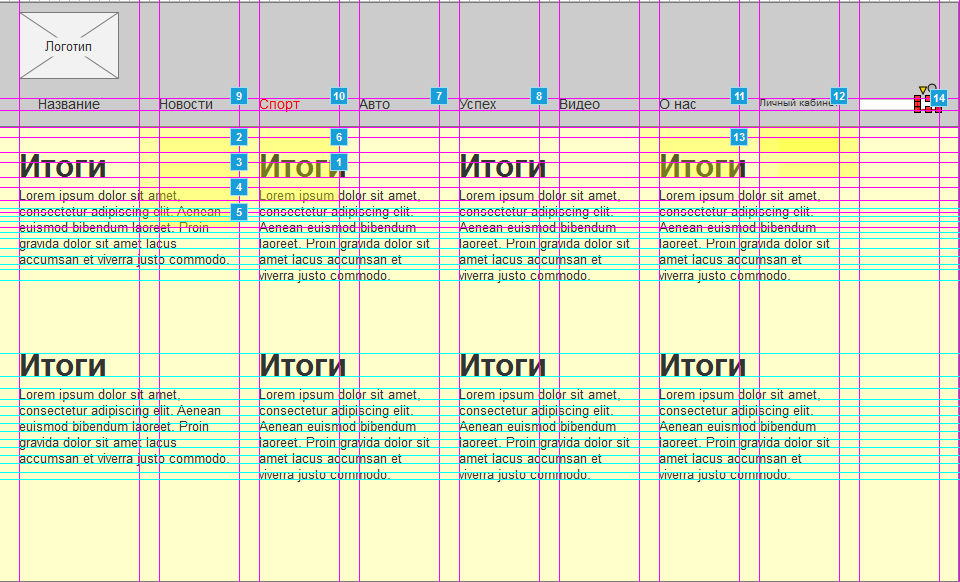 Логотип
9 10 7 8 11 12 14
Название Новости Спорт Авто Успех Видео О нас Личный кабинет
2 6 13
3 1
Итоги Итоги Итоги Итоги
4
Lorem ipsum dolor sit amet, Lorem ipsum dolor sit amet, Lorem ipsum dolor sit amet, Lorem ipsum dolor sit amet,
5
consectetur adipiscing elit. Aenean consectetur adipiscing elit. consectetur adipiscing elit. consectetur adipiscing elit.
euismod bibendum laoreet. Proin Aenean euismod bibendum Aenean euismod bibendum Aenean euismod bibendum
gravida dolor sit amet lacus laoreet. Proin gravida dolor sit laoreet. Proin gravida dolor sit laoreet. Proin gravida dolor sit
accumsan et viverra justo commodo. amet lacus accumsan et amet lacus accumsan et amet lacus accumsan et
viverra justo commodo. viverra justo commodo. viverra justo commodo.
Итоги Итоги Итоги Итоги
Lorem ipsum dolor sit amet, Lorem ipsum dolor sit amet, Lorem ipsum dolor sit amet, Lorem ipsum dolor sit amet,
consectetur adipiscing elit. Aenean consectetur adipiscing elit. consectetur adipiscing elit. consectetur adipiscing elit.
euismod bibendum laoreet. Proin Aenean euismod bibendum Aenean euismod bibendum Aenean euismod bibendum
gravida dolor sit amet lacus laoreet. Proin gravida dolor sit laoreet. Proin gravida dolor sit laoreet. Proin gravida dolor sit
accumsan et viverra justo commodo. amet lacus accumsan et amet lacus accumsan et amet lacus accumsan et
viverra justo commodo. viverra justo commodo. viverra justo commodo.